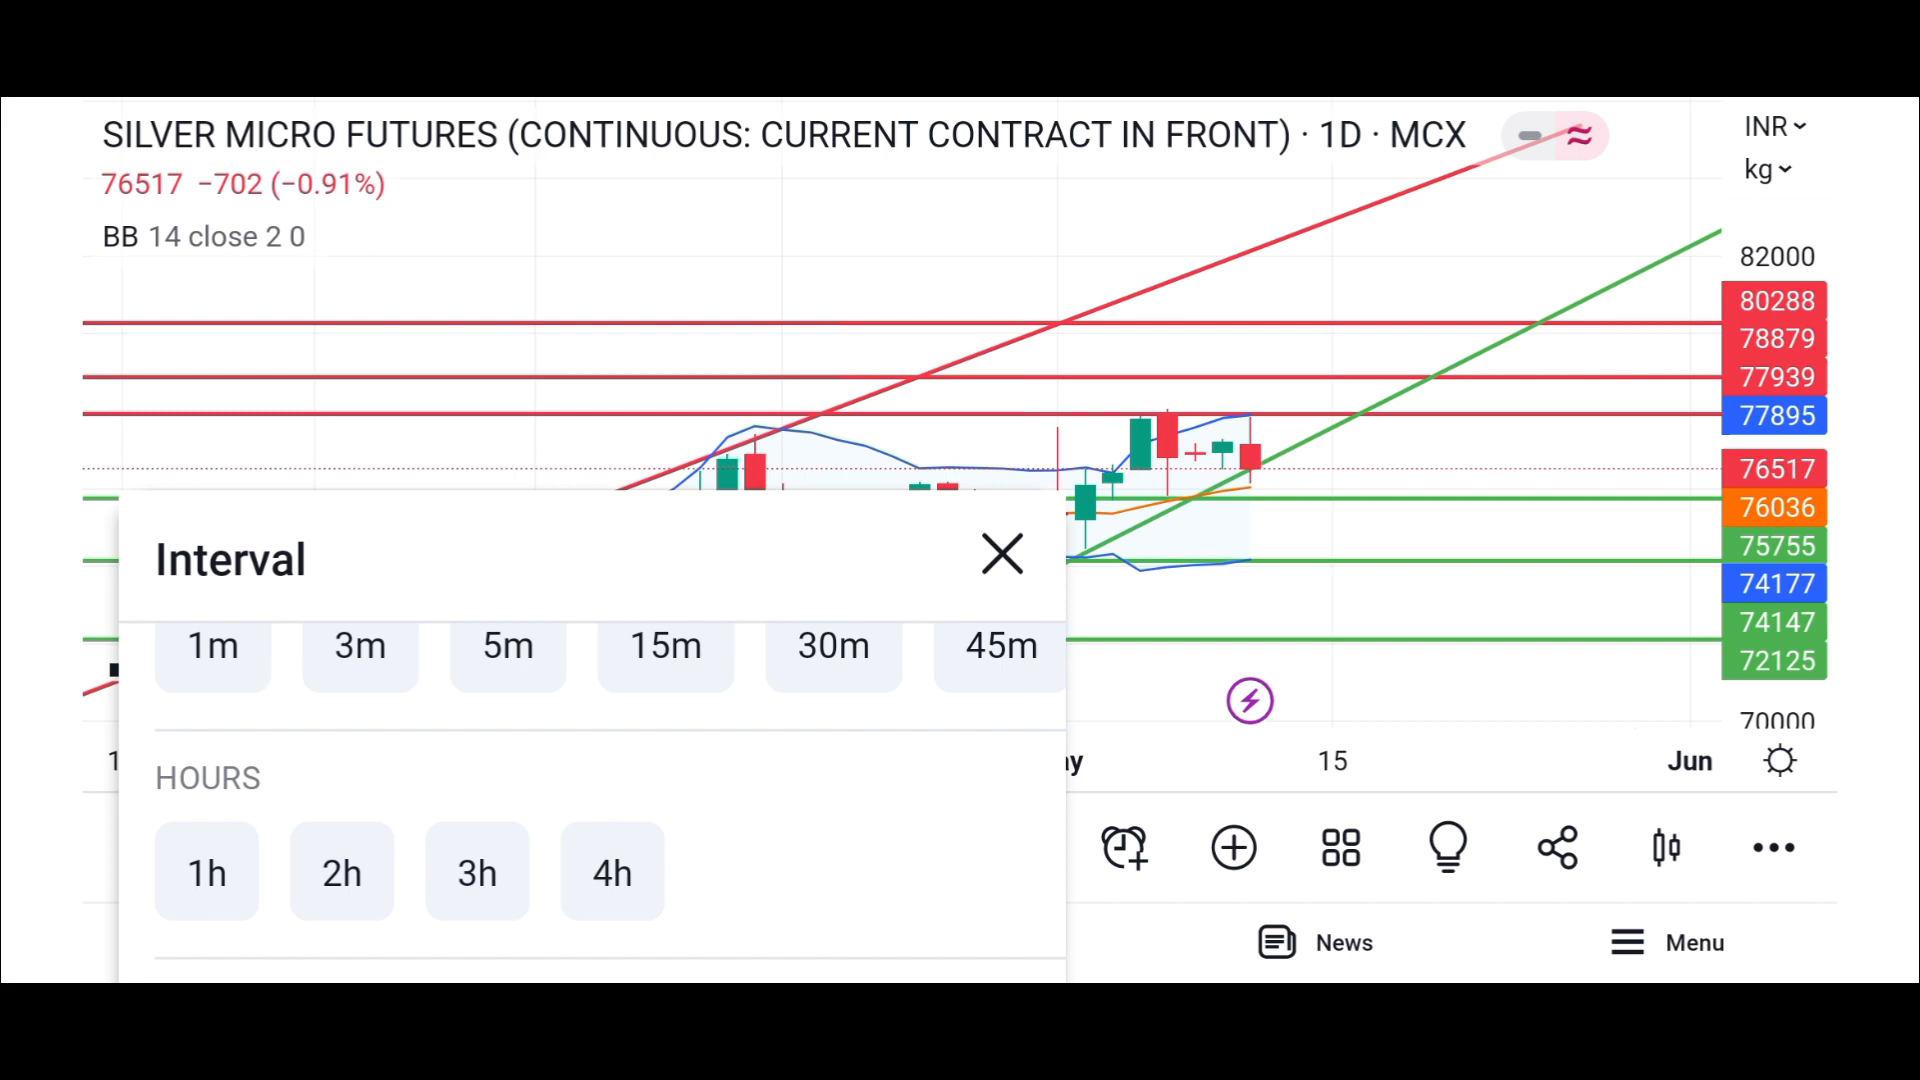 SILVER MICRO FUTURES (CONTINUOUS: CURRENT CONTRACT IN FRONT) · 1D · MCX
76517 −702 (−0.91%)
BB 14 close 2 0
INR
kg
82000
80288
78879
77939
77895
76517
76036
75755
74177
74147
72125
70000
Interval
1m 3m 5m 15m 30m 45m
HOURS
1h 2h 3h 4h
15 Jun
News Menu